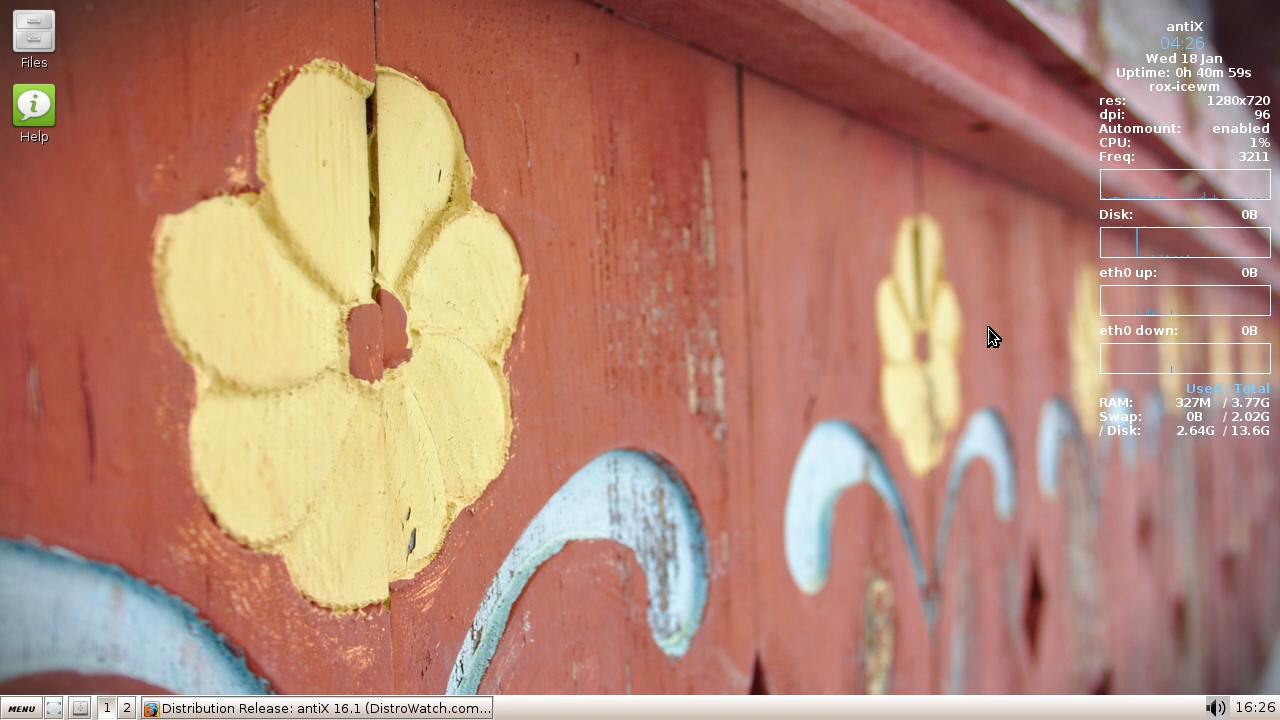 Files
Help
antiX
04:26
Wed 18 Jan
Uptime: 0h 40m 59s
rox-icewm
res: 1280x720
dpi: 96
Automount: enabled
CPU: 1%
Freq: 3211
Disk: 0B
eth0 up: 0B
eth0 down: 0B
Used / Total
RAM: 327M / 3.77G
Swap: 0B / 2.02G
/ Disk: 2.64G / 13.6G
MENU 1 2 Distribution Release: antiX 16.1 (DistroWatch.com... 16:26